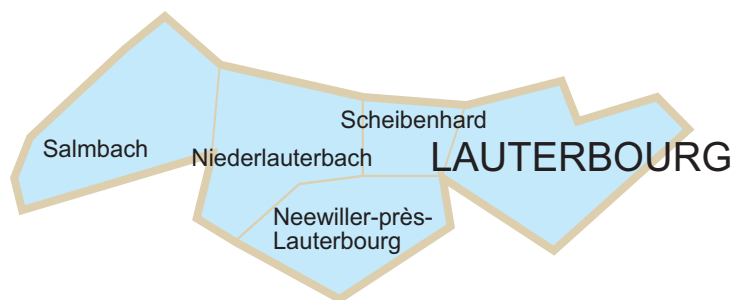 Scheibenhard
Salmbach
Niederlauterbach
LAUTERBOURG
Neewiller-près-
Lauterbourg